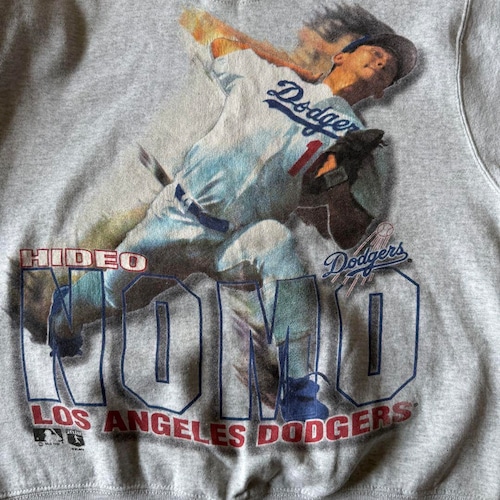 Dodgers
1
HIDEO
Dodgers
NOMO
LOS ANGELES DODGERS